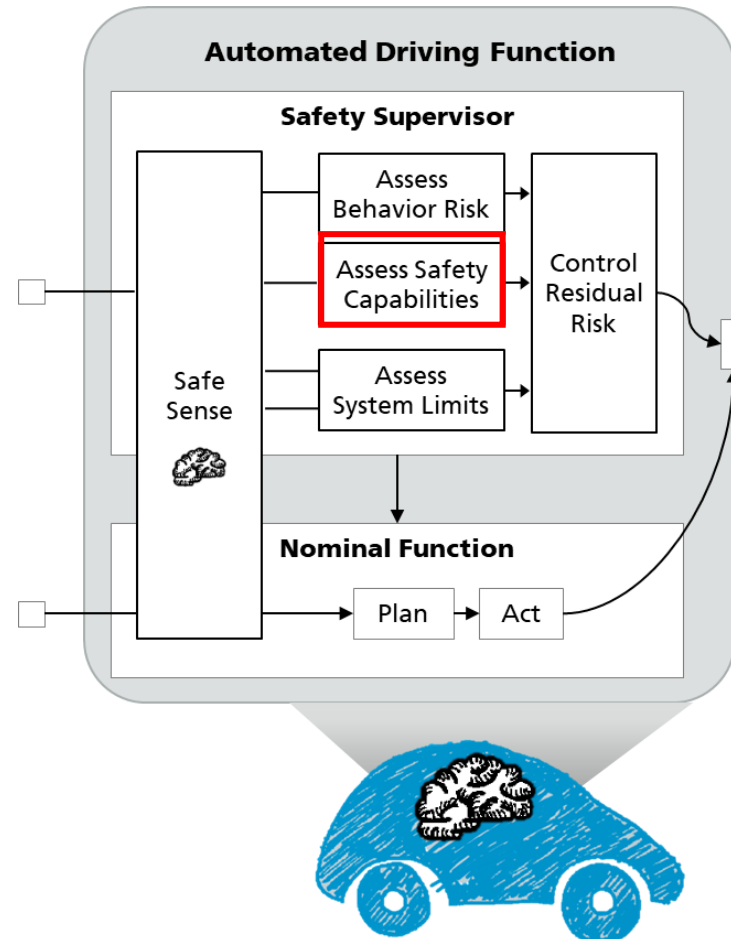 Automated Driving Function
Safety Supervisor
Safe
Sense
Assess
Behavior Risk
Assess Safety
Capabilities
Assess
System Limits
Control
Residual
Risk
Nominal Function
Plan
Act